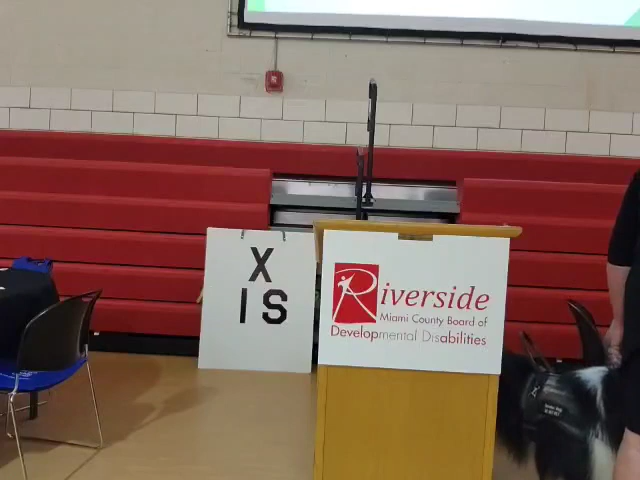 X
IS
Riverside
Miami County Board of
Developmental Disabilities